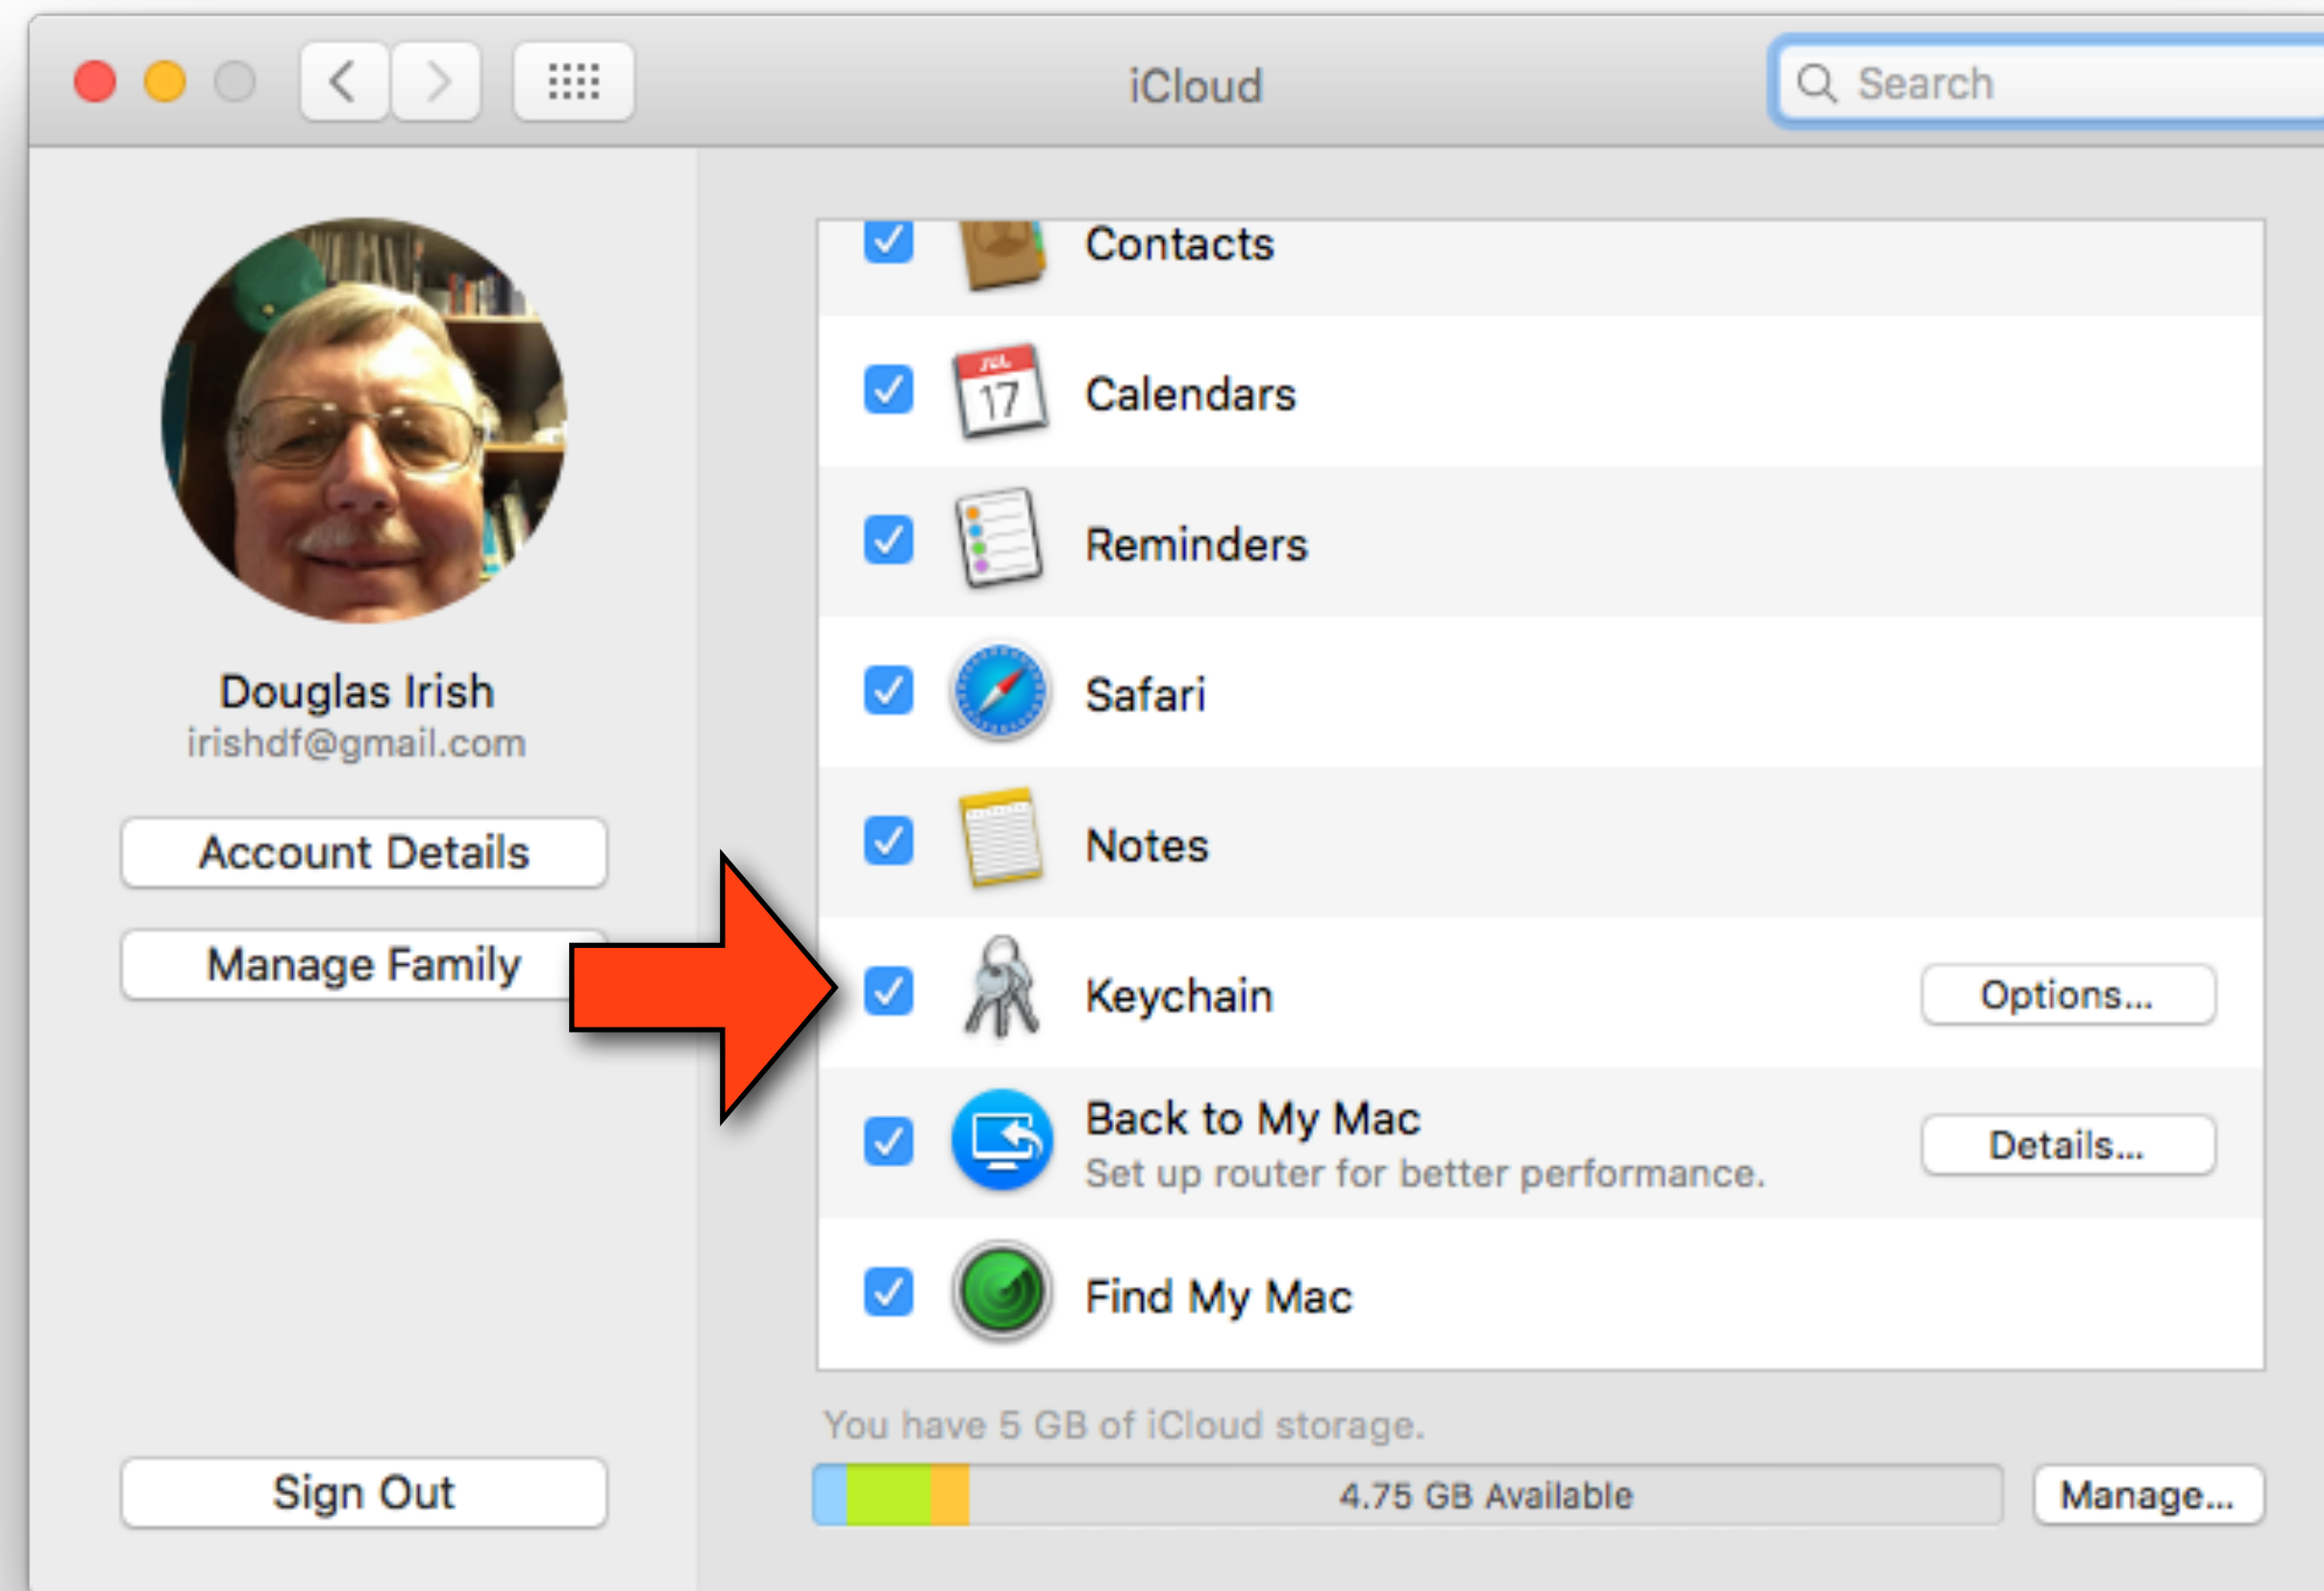 iCloud
Search
Douglas Irish
irishdf@gmail.com
Account Details
Manage Family
Sign Out
Contacts
JUL
17
Calendars
Reminders
Safari
Notes
Keychain
Options...
Back to My Mac
Set up router for better performance.
Details...
Find My Mac
You have 5 GB of iCloud storage.
4.75 GB Available
Manage...